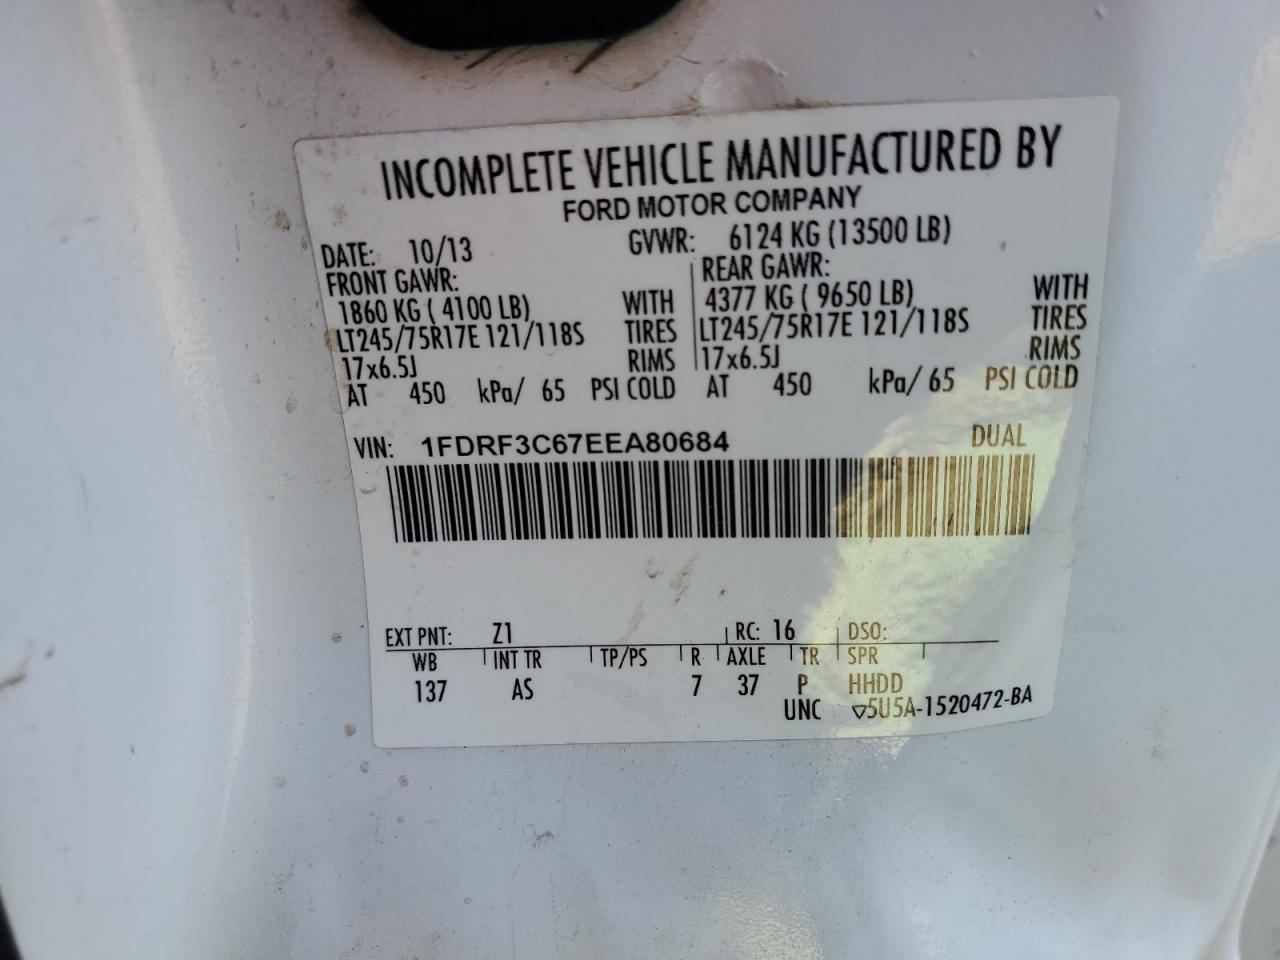 INCOMPLETE VEHICLE MANUFACTURED BY
FORD MOTOR COMPANY
DATE: 10/13 GVWR: 6124 KG (13500 LB)
FRONT GAWR: REAR GAWR:
1860 KG ( 4100 LB) WITH 4377 KG ( 9650 LB) WITH
LT245/75R17E 121/118S TIRES LT245/75R17E 121/118S TIRES
17x6.5J RIMS 17x6.5J RIMS
AT 450 kPa/ 65 PSI COLD AT 450 kPa/ 65 PSI COLD
VIN: 1FDRF3C67EEA80684 DUAL
EXT PNT: Z1 RC: 16 DSO:
WB INT TR TP/PS R AXLE TR SPR
137 AS 7 37 P HHDD
UNC ▽5U5A-1520472-BA